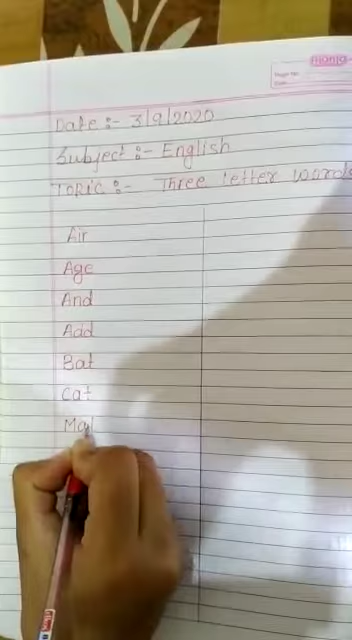 Date :- 3/9/2020
Subject :- English
Topic :- Three letter words
Air
Age
And
Add
Bat
Cat